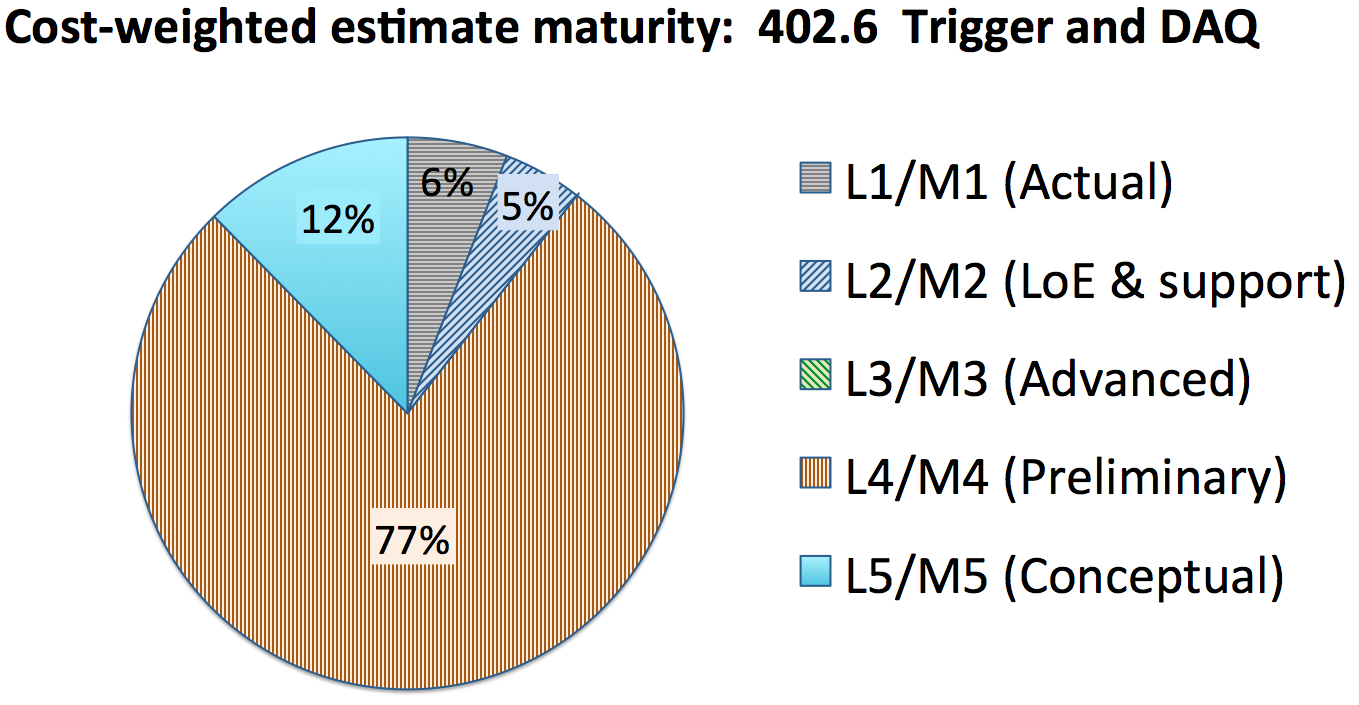 Cost-weighted estimate maturity:  402.6  Trigger and DAQ
6%
5%
12%
77%
L1/M1 (Actual)
L2/M2 (LoE & support)
L3/M3 (Advanced)
L4/M4 (Preliminary)
L5/M5 (Conceptual)